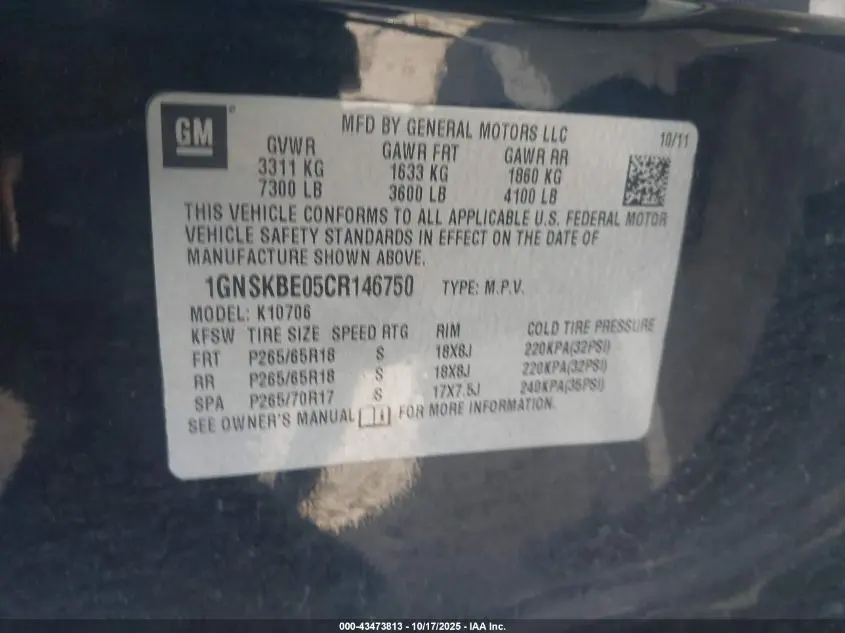 GM®
MFD BY GENERAL MOTORS LLC 10/11
GVWR GAWR FRT GAWR RR
3311 KG 1633 KG 1860 KG
7300 LB 3600 LB 4100 LB
THIS VEHICLE CONFORMS TO ALL APPLICABLE U.S. FEDERAL MOTOR
VEHICLE SAFETY STANDARDS IN EFFECT ON THE DATE OF
MANUFACTURE SHOWN ABOVE.
1GNSKBE05CR146750 TYPE: M.P.V.
MODEL: K10706
KFSW TIRE SIZE SPEED RTG RIM COLD TIRE PRESSURE
FRT P265/65R18 S 18X8J 220KPA(32PSI)
RR P265/65R18 S 18X8J 220KPA(32PSI)
SPA P265/70R17 S 17X7.5J 240KPA(35PSI)
SEE OWNER'S MANUAL FOR MORE INFORMATION.
000-43473813 - 10/17/2025 - IAA Inc.